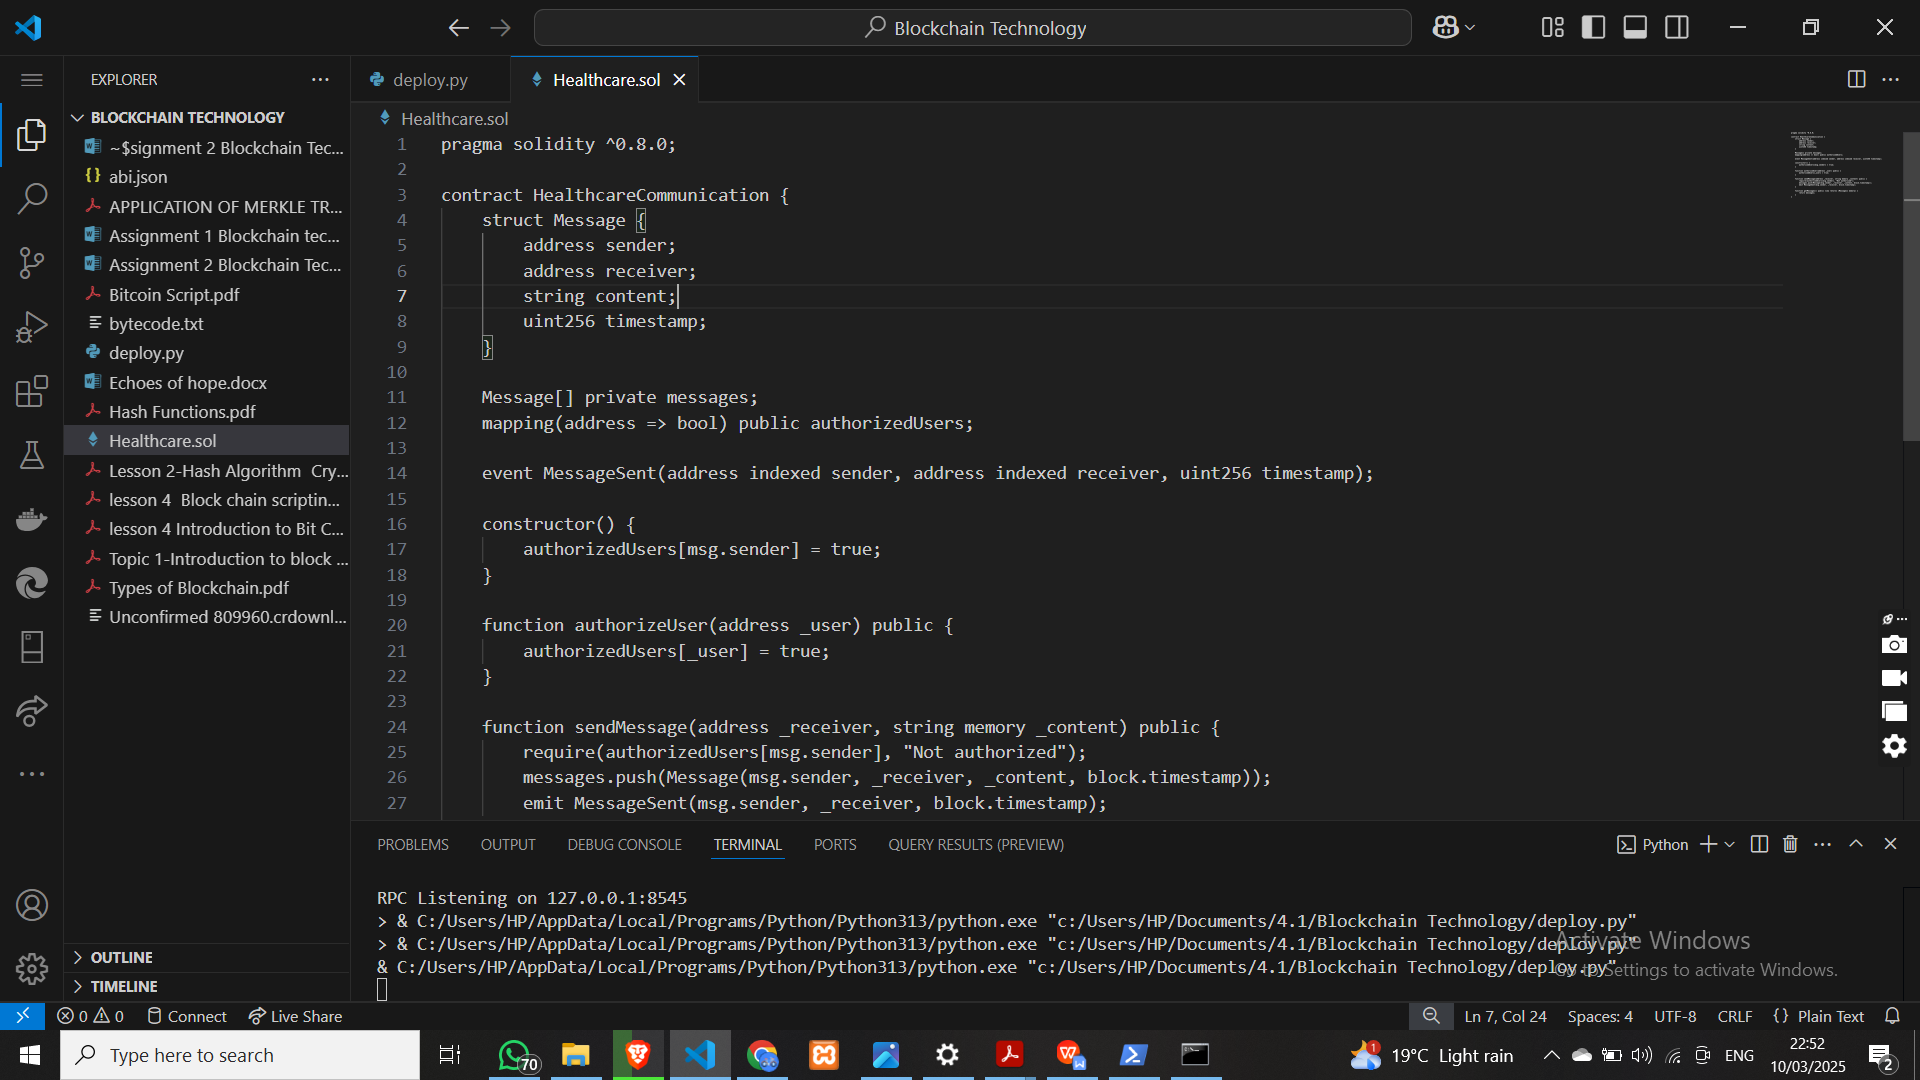 Blockchain Technology
EXPLORER
deploy.py
Healthcare.sol
BLOCKCHAIN TECHNOLOGY
~$signment 2 Blockchain Tec...
abi.json
APPLICATION OF MERKLE TR...
Assignment 1 Blockchain tec...
Assignment 2 Blockchain Tec...
Bitcoin Script.pdf
bytecode.txt
deploy.py
Echoes of hope.docx
Hash Functions.pdf
Healthcare.sol
Lesson 2-Hash Algorithm Cry...
lesson 4 Block chain scriptin...
lesson 4 Introduction to Bit C...
Topic 1-Introduction to block ...
Types of Blockchain.pdf
Unconfirmed 809960.crdownl...
OUTLINE
TIMELINE
Healthcare.sol
1 pragma solidity ^0.8.0;
2
3 contract HealthcareCommunication {
4 struct Message {
5 address sender;
6 address receiver;
7 string content;
8 uint256 timestamp;
9 }
10
11 Message[] private messages;
12 mapping(address => bool) public authorizedUsers;
13
14 event MessageSent(address indexed sender, address indexed receiver, uint256 timestamp);
15
16 constructor() {
17 authorizedUsers[msg.sender] = true;
18 }
19
20 function authorizeUser(address _user) public {
21 authorizedUsers[_user] = true;
22 }
23
24 function sendMessage(address _receiver, string memory _content) public {
25 require(authorizedUsers[msg.sender], "Not authorized");
26 messages.push(Message(msg.sender, _receiver, _content, block.timestamp));
27 emit MessageSent(msg.sender, _receiver, block.timestamp);
PROBLEMS OUTPUT DEBUG CONSOLE TERMINAL PORTS QUERY RESULTS (PREVIEW)
Python
RPC Listening on 127.0.0.1:8545
> & C:/Users/HP/AppData/Local/Programs/Python/Python313/python.exe "c:/Users/HP/Documents/4.1/Blockchain Technology/deploy.py"
> & C:/Users/HP/AppData/Local/Programs/Python/Python313/python.exe "c:/Users/HP/Documents/4.1/Blockchain Technology/deploy.py"
& C:/Users/HP/AppData/Local/Programs/Python/Python313/python.exe "c:/Users/HP/Documents/4.1/Blockchain Technology/deploy.py"
Activate Windows
Go to Settings to activate Windows.
0 0 Connect Live Share
Ln 7, Col 24 Spaces: 4 UTF-8 CRLF {} Plain Text
Type here to search
70
1
19°C Light rain
ENG
22:52
10/03/2025
2